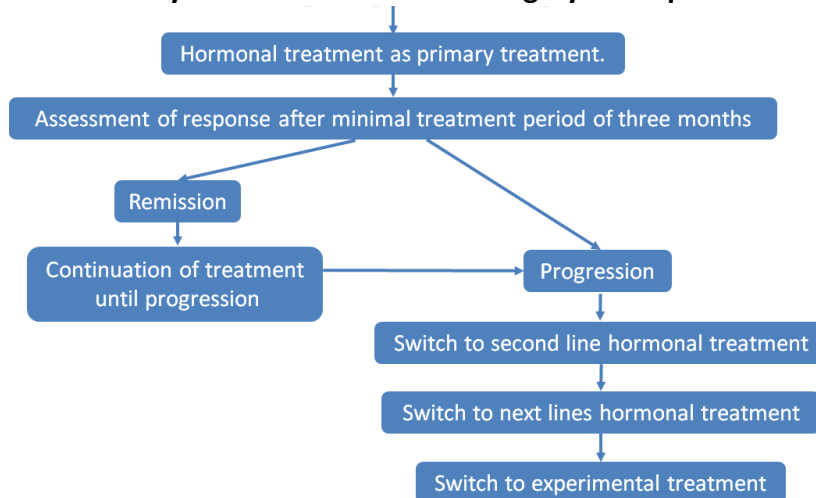 Hormonal treatment as primary treatment.
Assessment of response after minimal treatment period of three months
Remission
Continuation of treatment
until progression
Progression
Switch to second line hormonal treatment
Switch to next lines hormonal treatment
Switch to experimental treatment